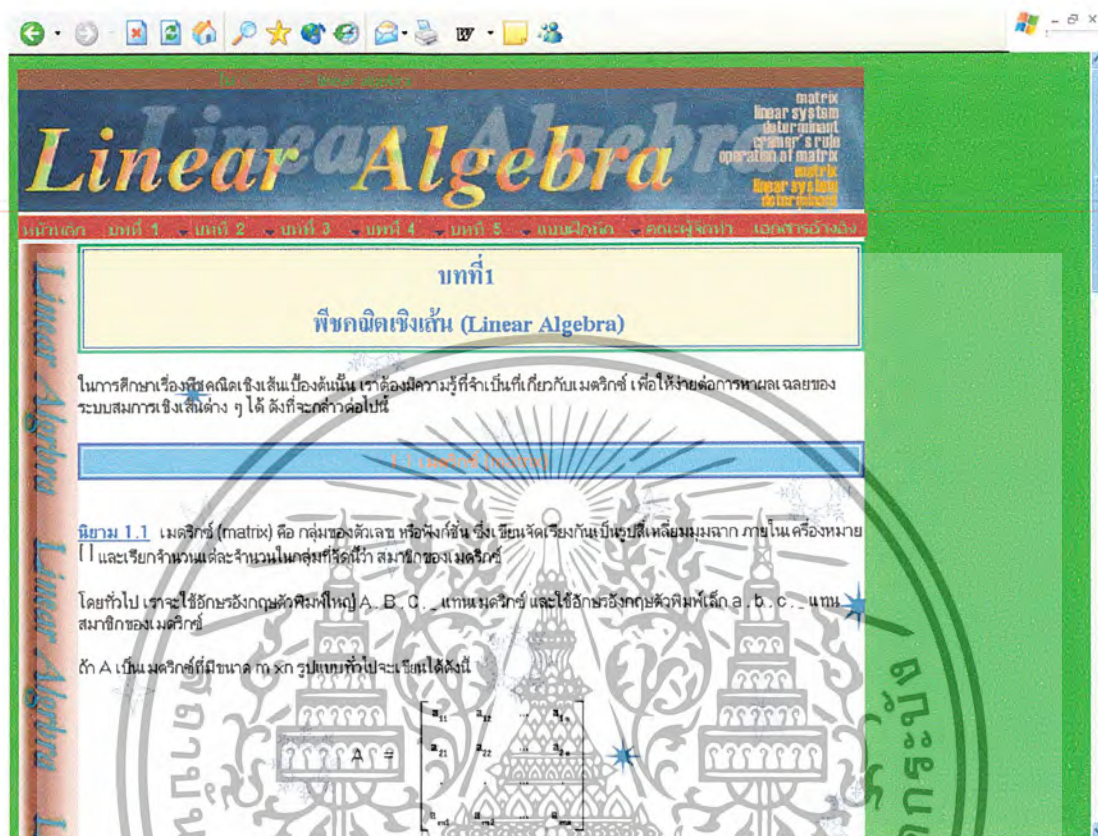 Linear Algebra
matrix
linear system
determinant
cramer's rule
operation of matrix
matrix
linear system
determinant
หน้าหลัก บทที่ 1 บทที่ 2 บทที่ 3 บทที่ 4 บทที่ 5 แบบฝึกหัด คณะผู้จัดทำ เอกสารอ้างอิง
บทที่1
พีชคณิตเชิงเส้น (Linear Algebra)
ในการศึกษาเรื่องพีชคณิตเชิงเส้นเบื้องต้นนั้น เราต้องมีความรู้ที่จำเป็นที่เกี่ยวกับเมตริกซ์ เพื่อให้ง่ายต่อการหาผลเฉลยของ
ระบบสมการเชิงเส้นต่าง ๆ ได้ ดังที่จะกล่าวต่อไปนี้
1.1 เมตริกซ์ (matrix)
นิยาม 1.1 เมตริกซ์ (matrix) คือ กลุ่มของตัวเลข หรือฟังก์ชั่น ซึ่งเขียนจัดเรียงกันเป็นรูปสี่เหลี่ยมมุมฉาก ภายในเครื่องหมาย
[ ] และเรียกจำนวนแต่ละจำนวนในกลุ่มที่จัดนี้ว่า สมาชิกของเมตริกซ์
โดยทั่วไป เราจะใช้อักษรอังกฤษตัวพิมพ์ใหญ่ A , B , C , _ แทนเมตริกซ์ และใช้อักษรอังกฤษตัวพิมพ์เล็ก a , b , c , _ แทน
สมาชิกของเมตริกซ์
ถ้า A เป็นเมตริกซ์ที่มีขนาด m xn รูปแบบทั่วไปจะเขียนได้ดังนี้
a11 a12 ... a1n
A = a21 a22 ... a2n
. . ... .
am1 am2 ... amn
Linear Algebra Linear Algebra